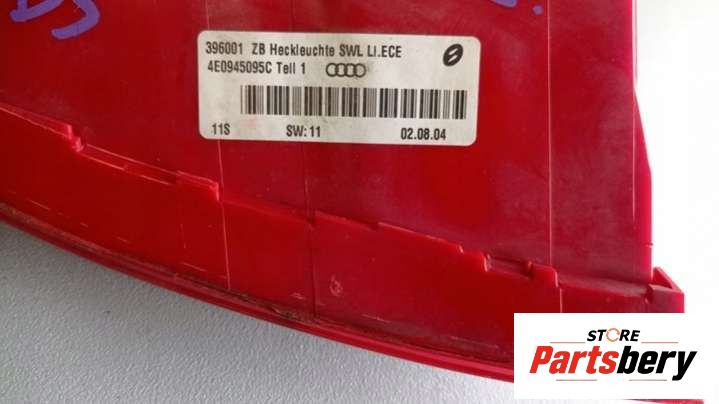 396001 ZB Heckleuchte SWL LI.ECE
4E0945095C Teil 1
11S SW:11 02.08.04
STORE
Partsbery